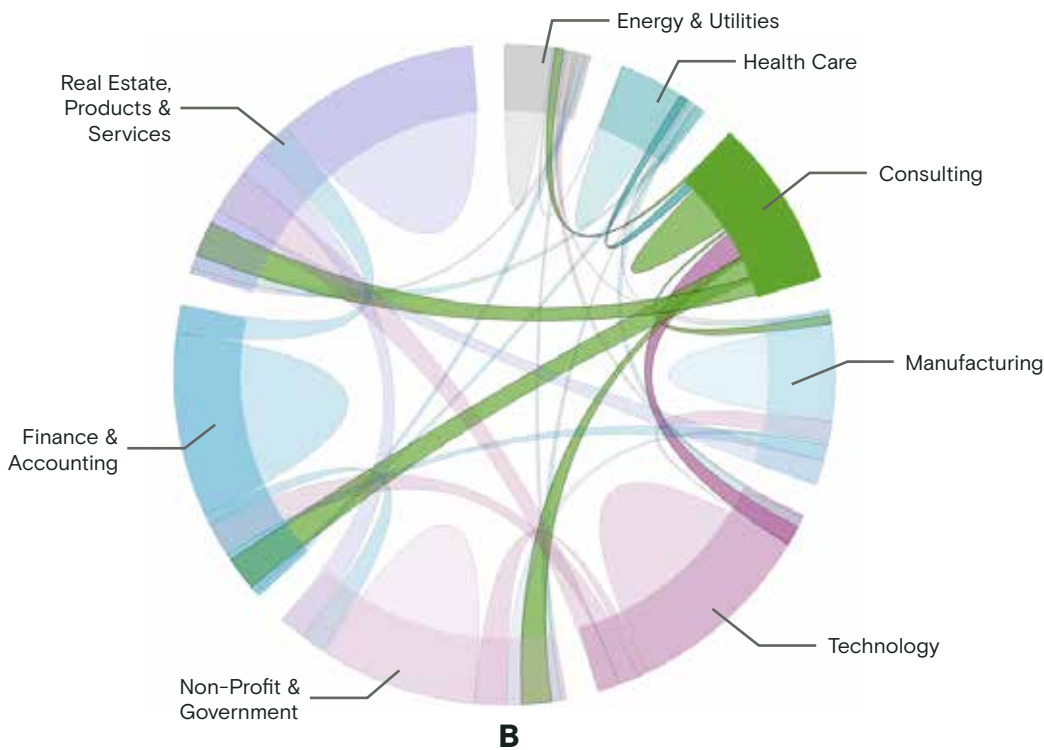 Energy & Utilities
Health Care
Real Estate,
Products &
Services
Consulting
Manufacturing
Finance &
Accounting
Technology
Non-Profit &
Government
B